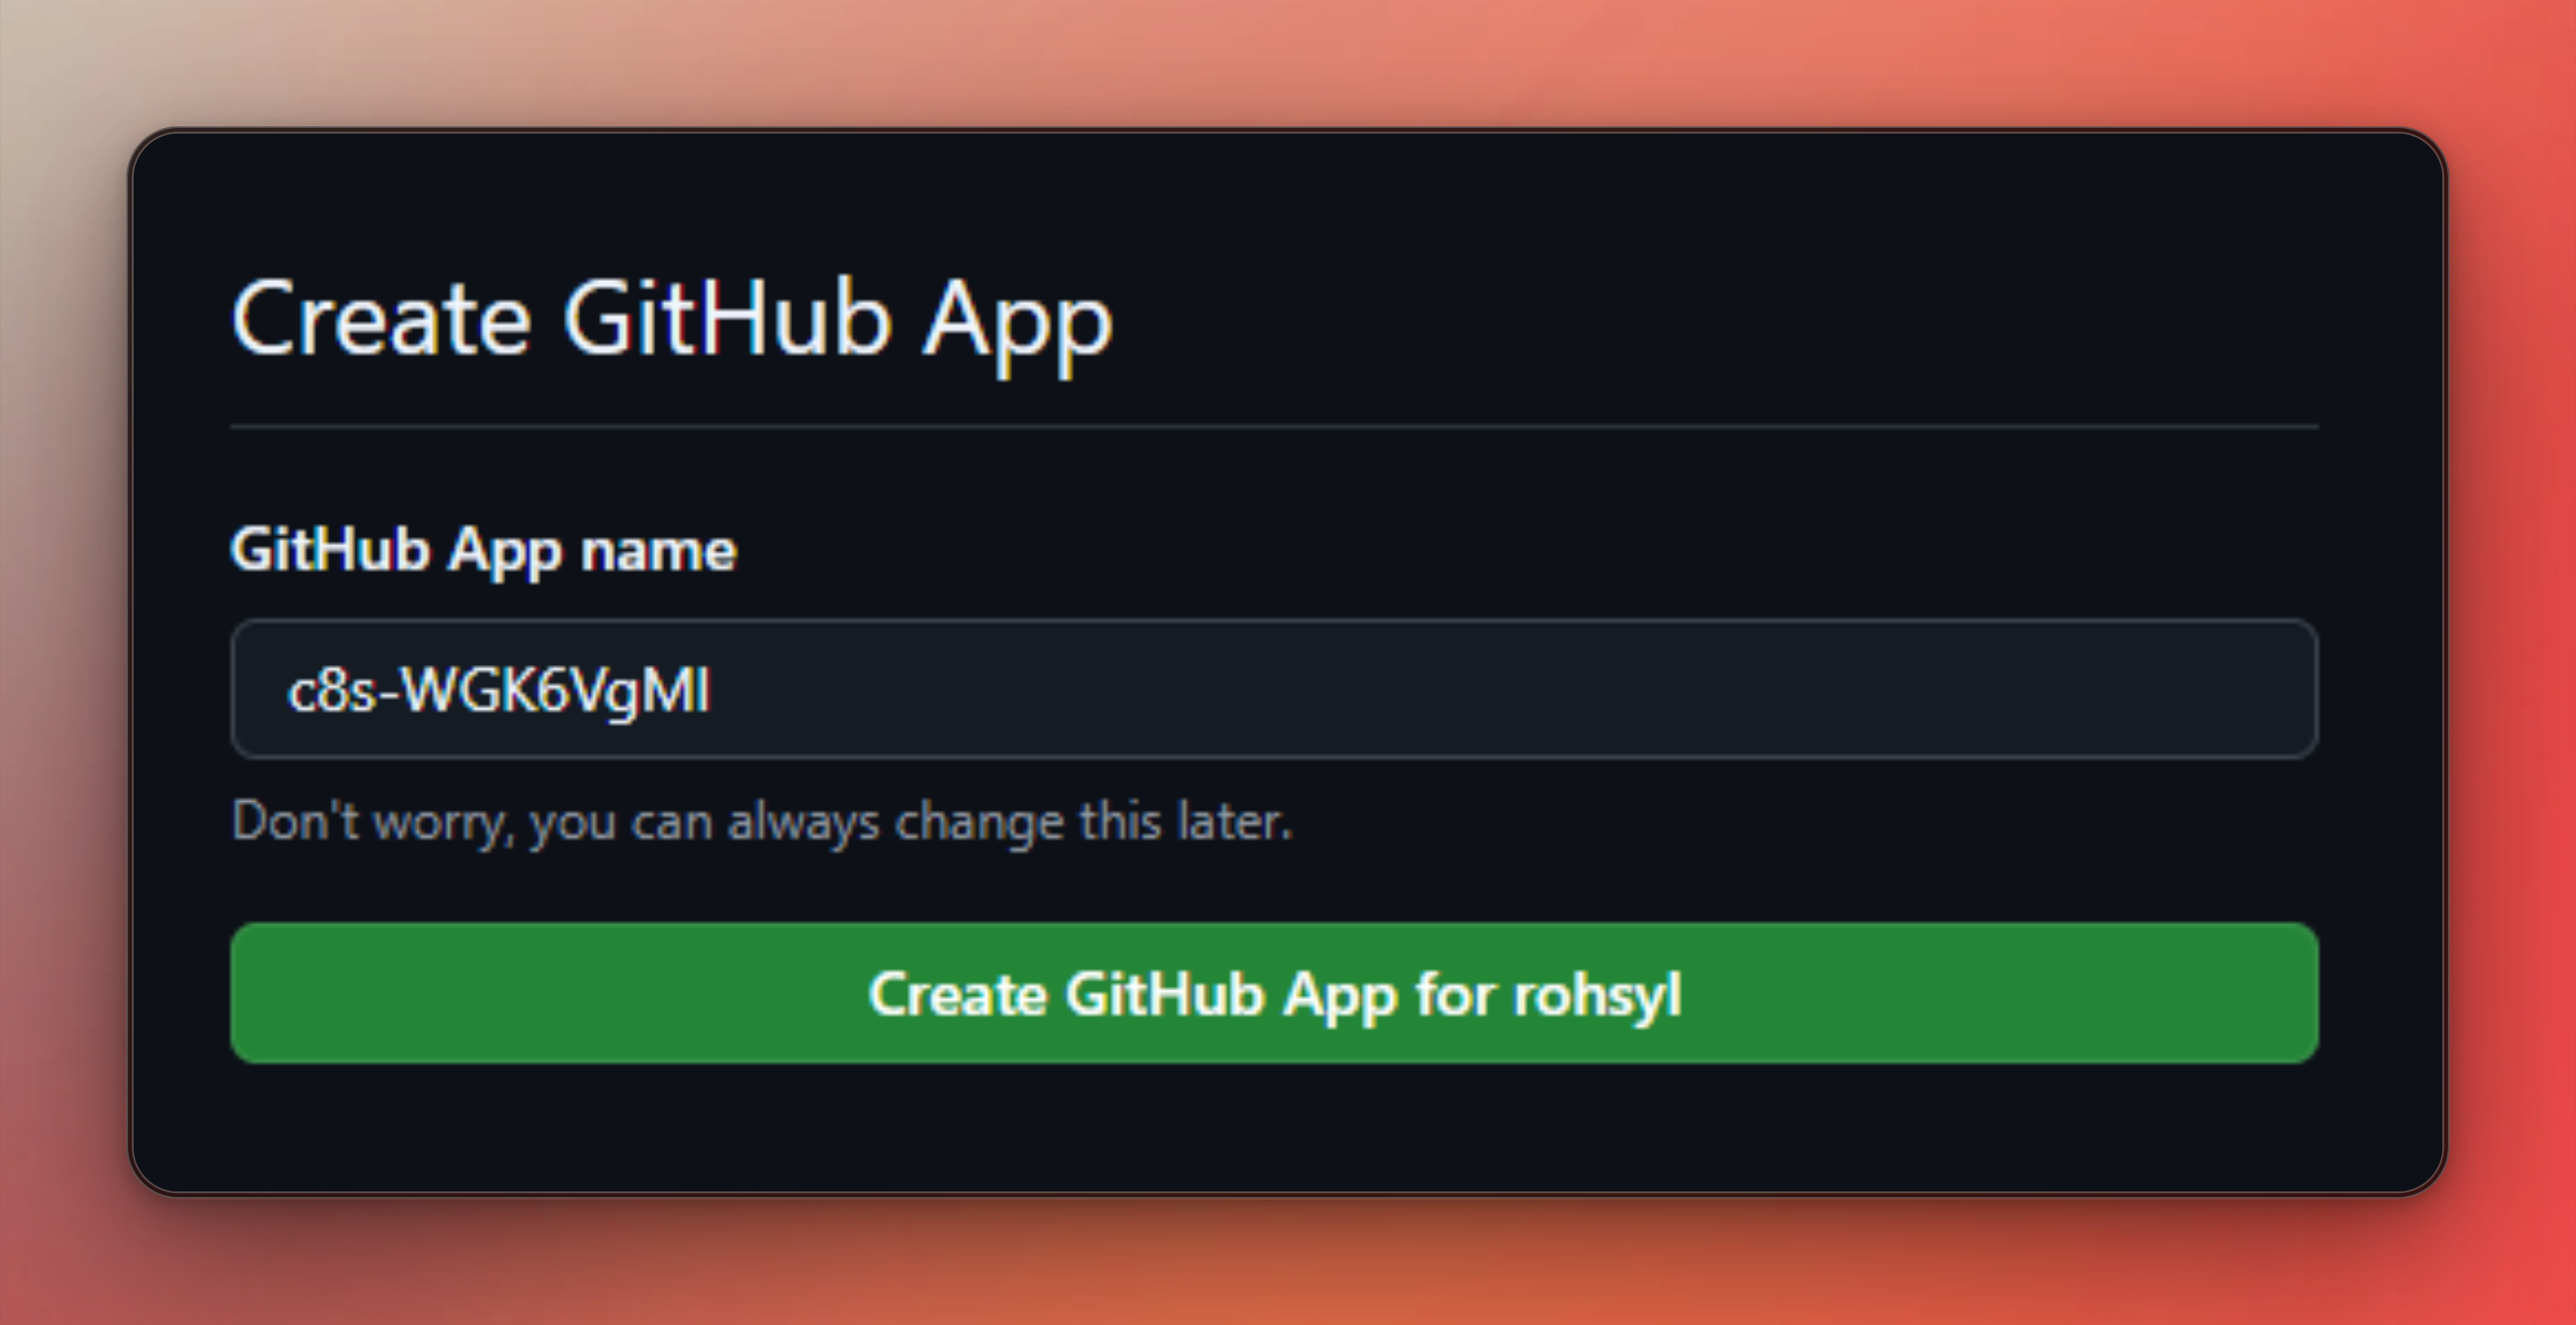 Create GitHub App
GitHub App name
c8s-WGK6VgMl
Don't worry, you can always change this later.
Create GitHub App for rohsyl